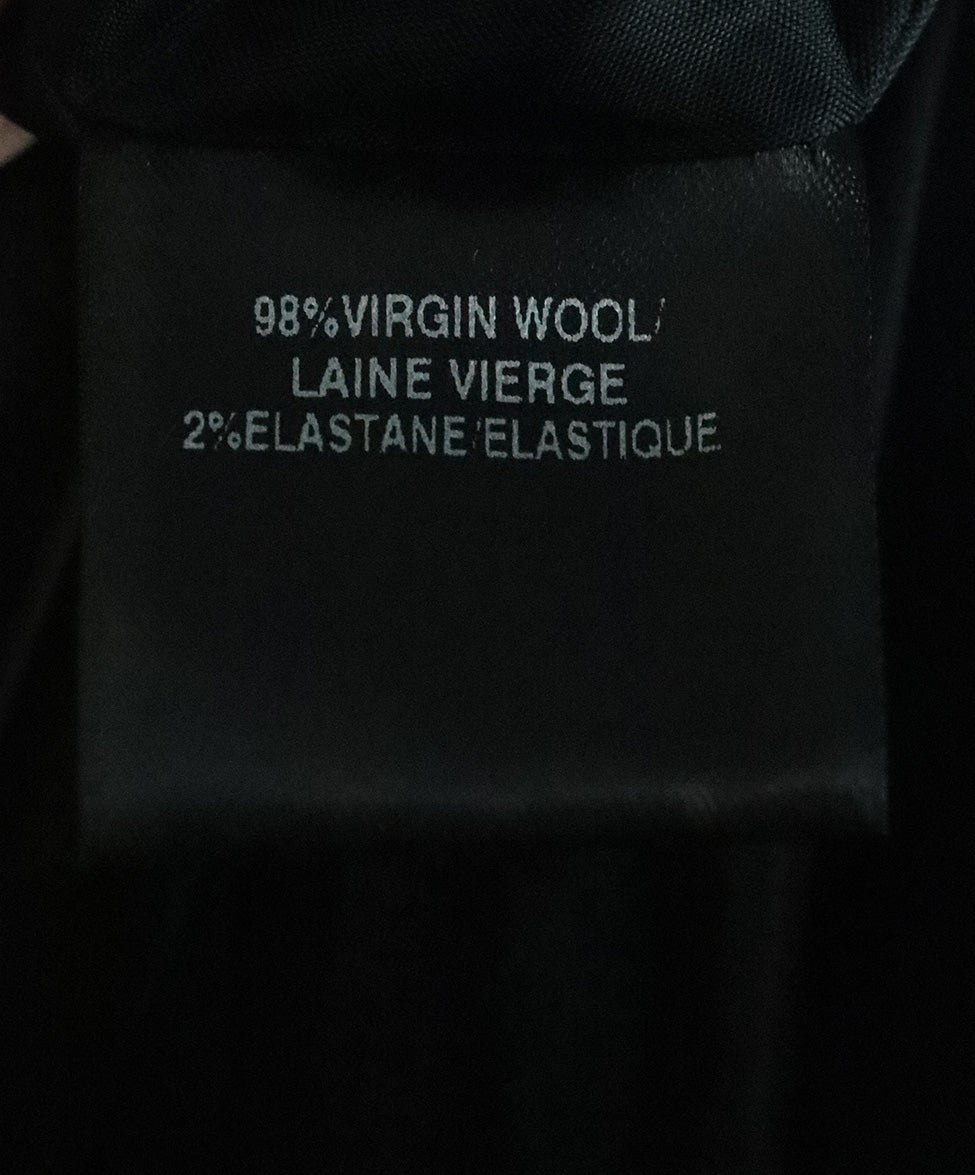 98%VIRGIN WOOL/
LAINE VIERGE
2%ELASTANE/ELASTIQUE